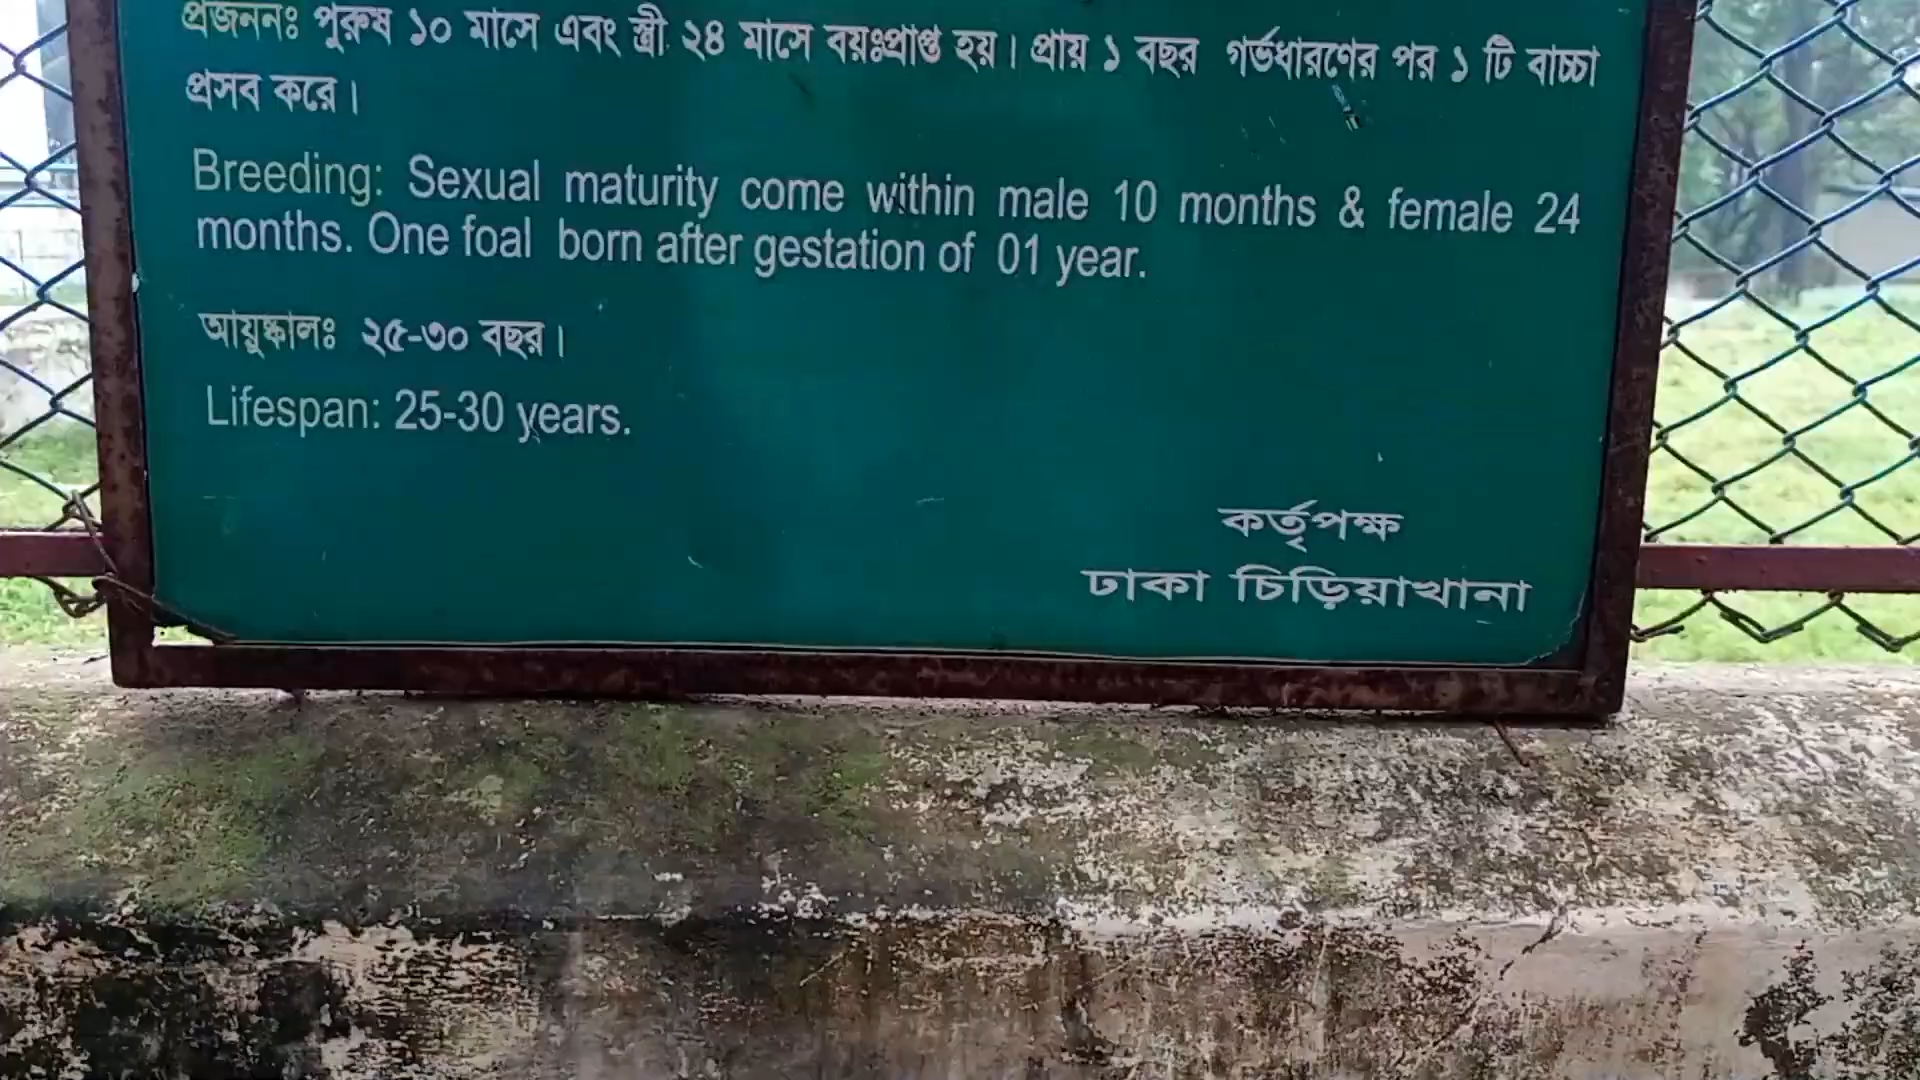 প্রজননঃ পুরুষ ১০ মাসে এবং স্ত্রী ২৪ মাসে বয়ঃপ্রাপ্ত হয়। প্রায় ১ বছর গর্ভধারণের পর ১ টি বাচ্চা
প্রসব করে।
Breeding: Sexual maturity come within male 10 months & female 24
months. One foal born after gestation of 01 year.
আয়ুষ্কালঃ ২৫-৩০ বছর।
Lifespan: 25-30 years.
কর্তৃপক্ষ
ঢাকা চিড়িয়াখানা